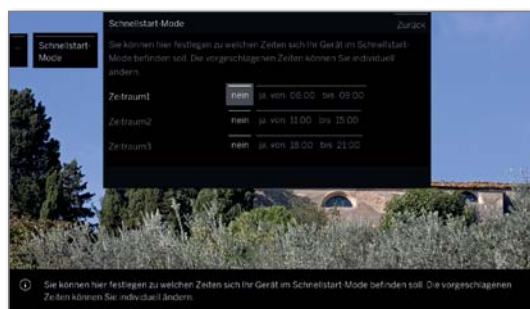 Schnellstart-Mode
Zurück
Schnellstart-
Mode
Sie können hier festlegen zu welchen Zeiten sich Ihr Gerät im Schnellstart-
Mode befinden soll. Die vorgeschlagenen Zeiten können Sie individuell
ändern.
Zeitraum1 nein ja, von 06:00 bis 09:00
Zeitraum2 nein ja, von 11:00 bis 15:00
Zeitraum3 nein ja, von 18:00 bis 21:00
Sie können hier festlegen zu welchen Zeiten sich Ihr Gerät im Schnellstart-Mode befinden soll. Die vorgeschlagenen
Zeiten können Sie individuell ändern.